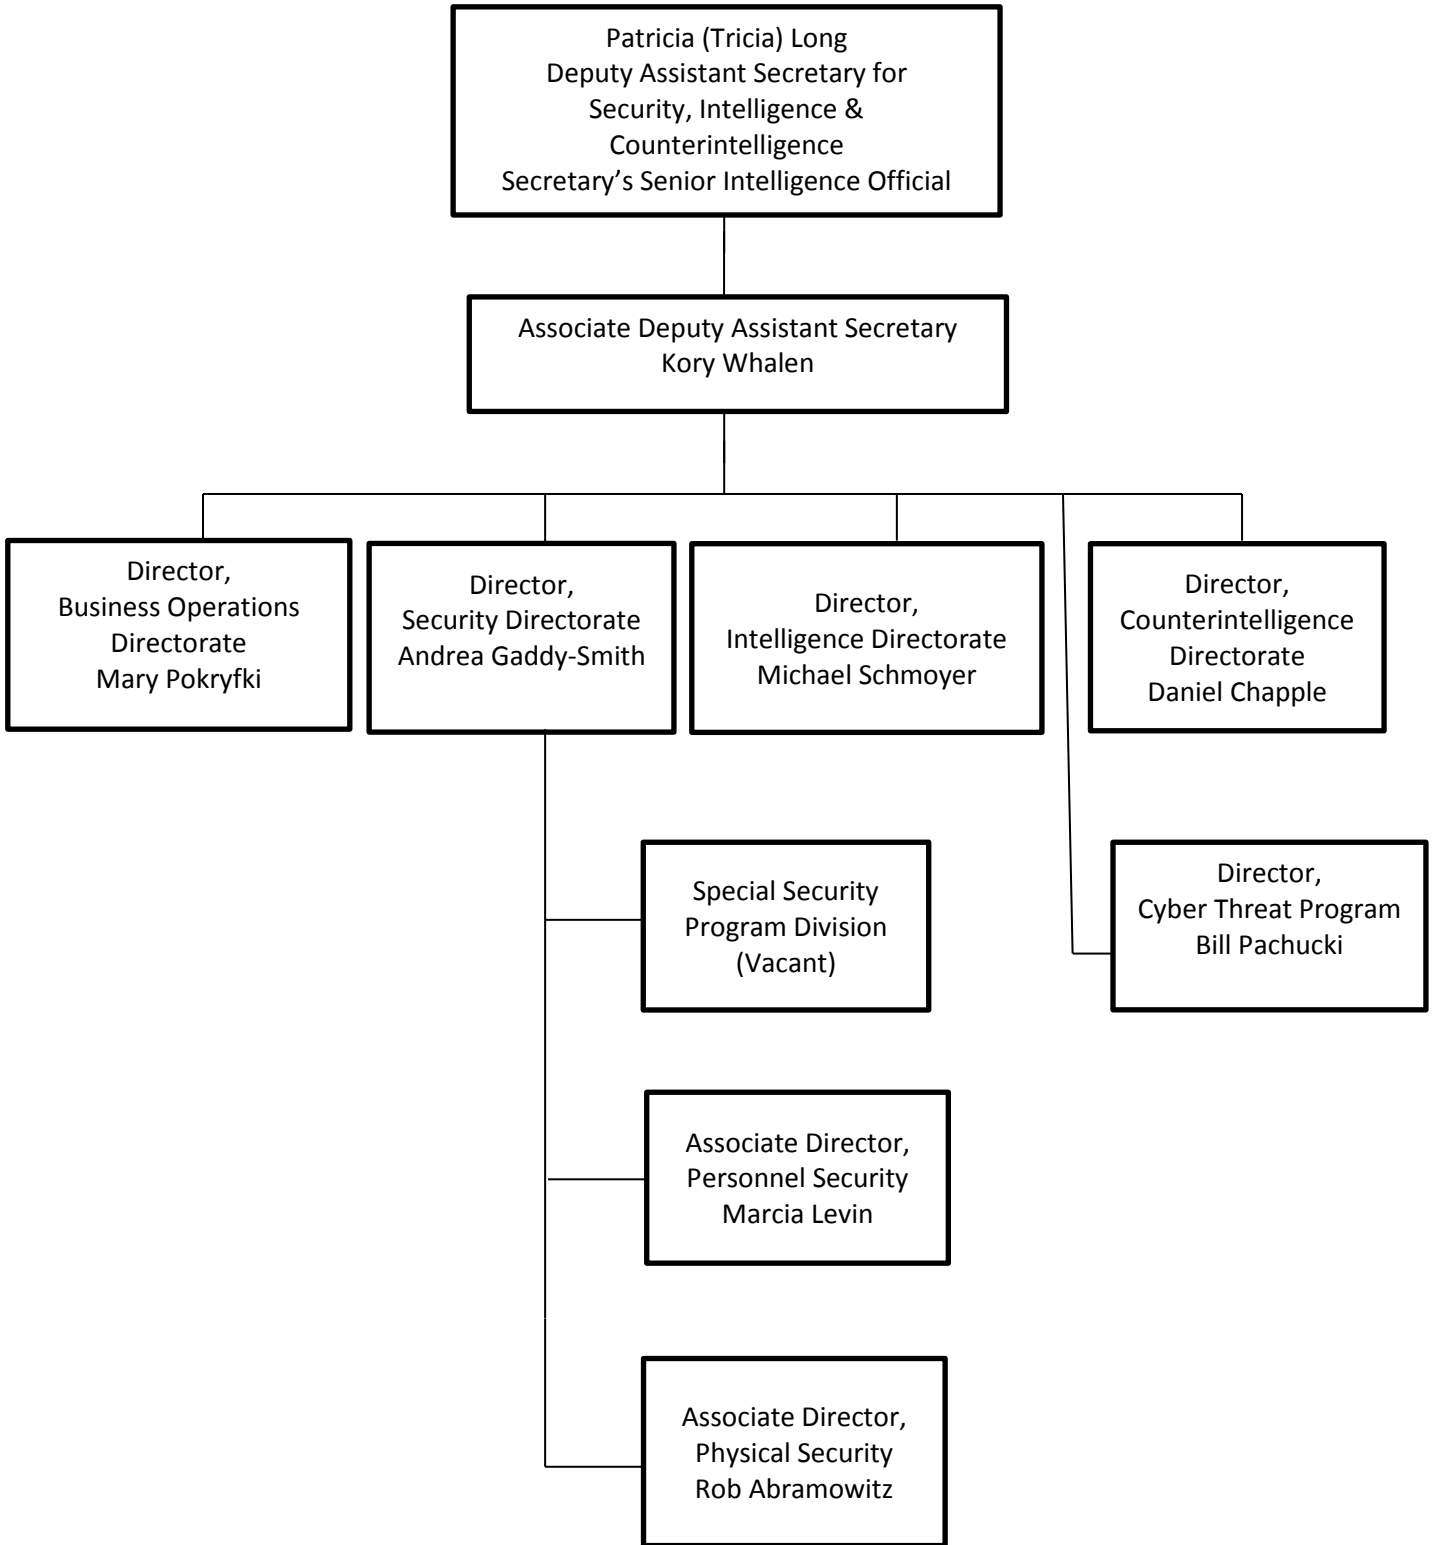 Patricia (Tricia) Long
Deputy Assistant Secretary for
Security, Intelligence &
Counterintelligence
Secretary’s Senior Intelligence Official
Associate Deputy Assistant Secretary
Kory Whalen
Director,
Business Operations
Directorate
Mary Pokryfki
Director,
Security Directorate
Andrea Gaddy-Smith
Director,
Intelligence Directorate
Michael Schmoyer
Director,
Counterintelligence
Directorate
Daniel Chapple
Special Security
Program Division
(Vacant)
Director,
Cyber Threat Program
Bill Pachucki
Associate Director,
Personnel Security
Marcia Levin
Associate Director,
Physical Security
Rob Abramowitz